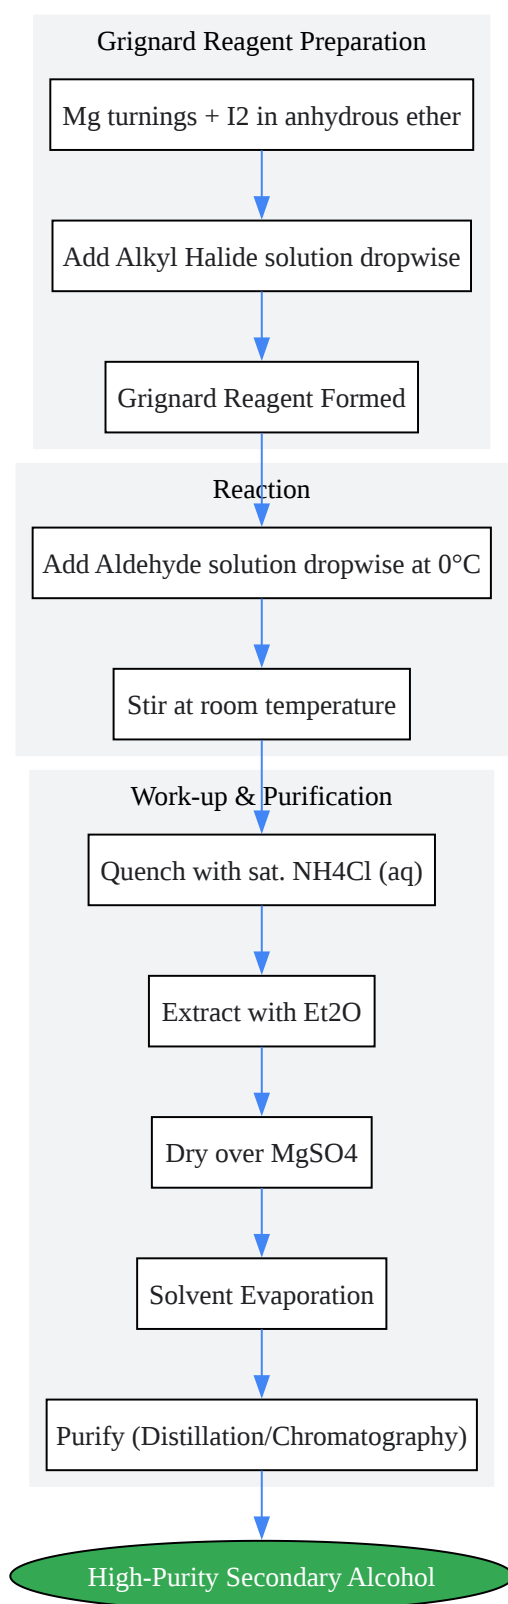 Grignard Reagent Preparation
Mg turnings + I2 in anhydrous ether
Add Alkyl Halide solution dropwise
Grignard Reagent Formed
Reaction
Add Aldehyde solution dropwise at 0°C
Stir at room temperature
Work-up & Purification
Quench with sat. NH4Cl (aq)
Extract with Et2O
Dry over MgSO4
Solvent Evaporation
Purify (Distillation/Chromatography)
High-Purity Secondary Alcohol